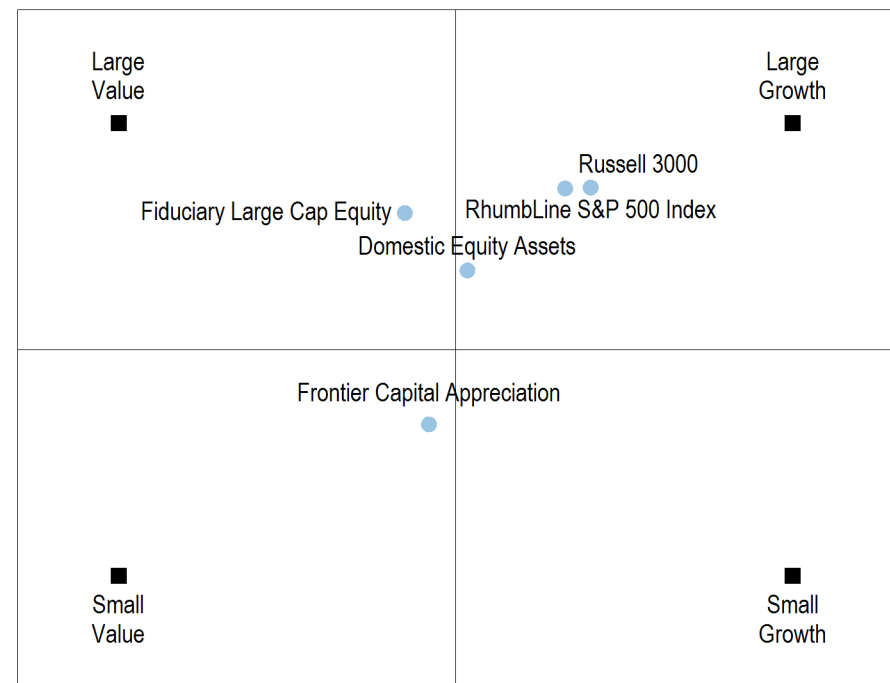 Large
Value
Large
Growth
Russell 3000
Fiduciary Large Cap Equity
RhumbLine S&P 500 Index
Domestic Equity Assets
Frontier Capital Appreciation
Small
Value
Small
Growth